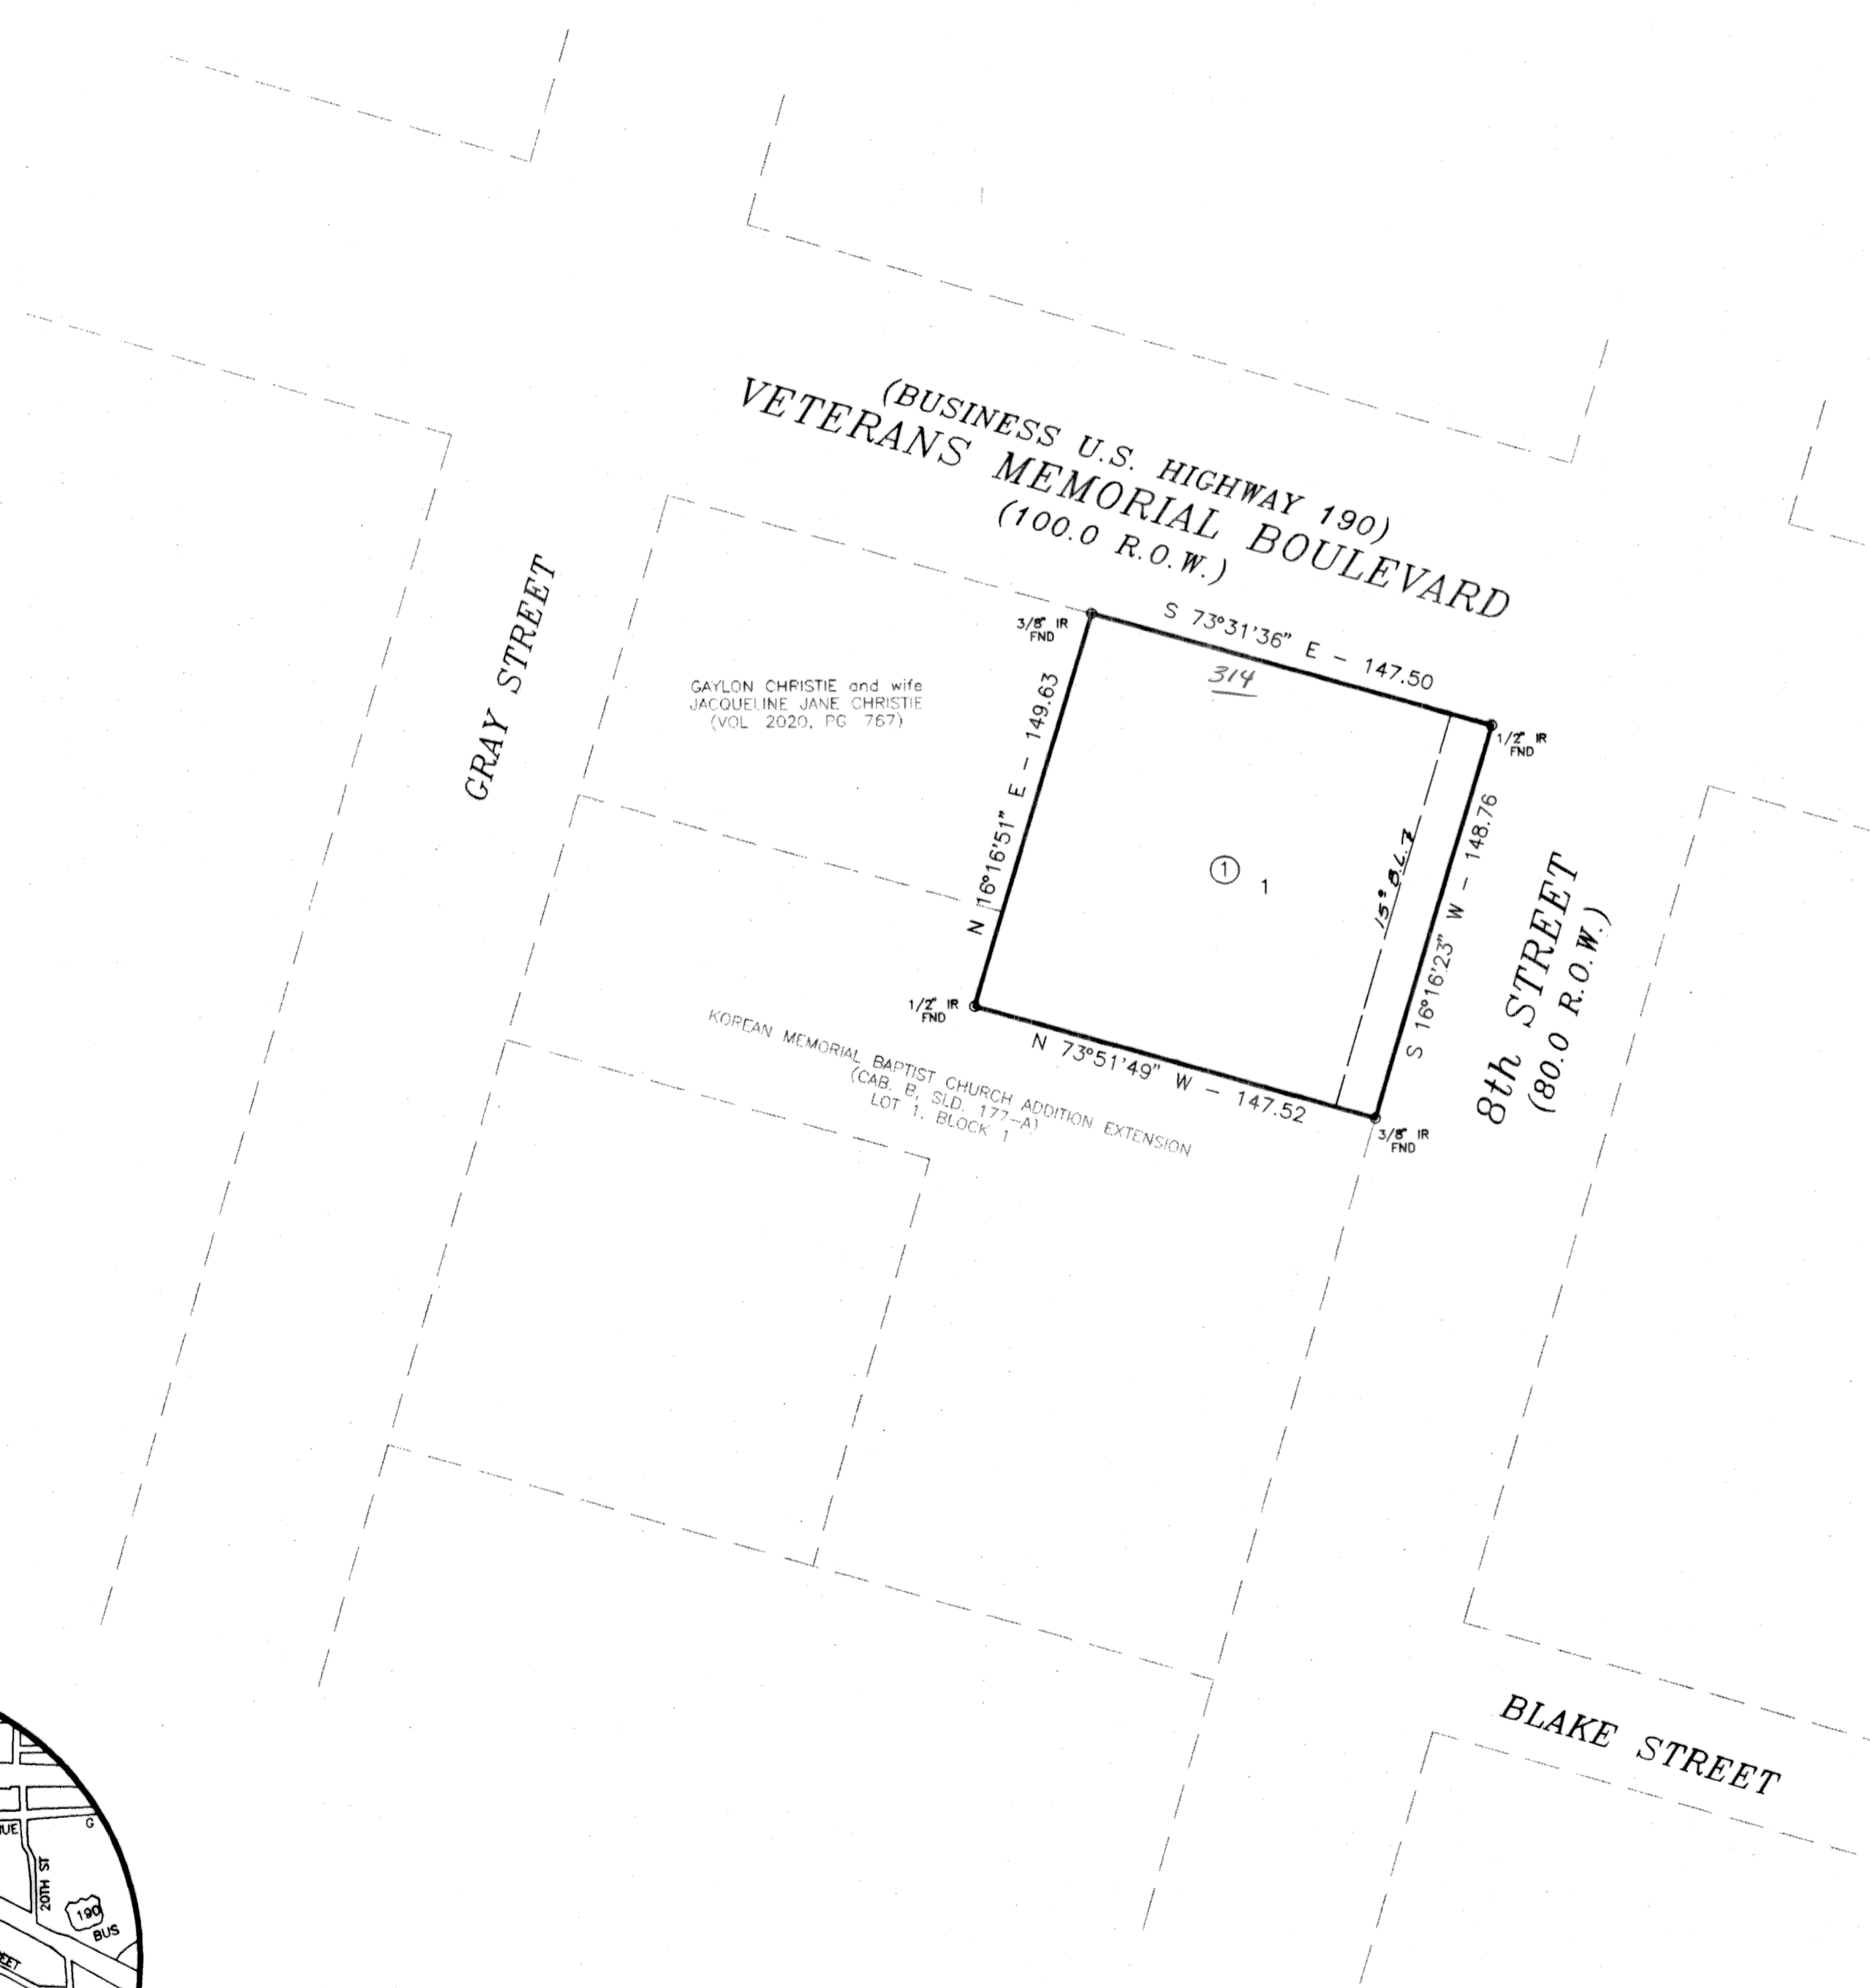 (BUSINESS U.S. HIGHWAY 190)
VETERANS MEMORIAL BOULEVARD
(100.0 R.O.W.)
GRAY STREET
3/8" IR
FND
S 73°31'36" E - 147.50
314
GAYLON CHRISTIE and wife
JACQUELINE JANE CHRISTIE
(VOL 2020, PG 767)
N 16°16'51" E - 149.63
1/2" IR
FND
1 1
15' B.L.
S 16°16'23" W - 148.76
8th STREET
(80.0 R.O.W.)
1/2" IR
FND
N 73°51'49" W - 147.52
3/8" IR
FND
KOREAN MEMORIAL BAPTIST CHURCH ADDITION EXTENSION
(CAB. B, SLD. 177-A)
LOT 1, BLOCK 1
BLAKE STREET
UE
G
20TH ST
190
BUS
EET